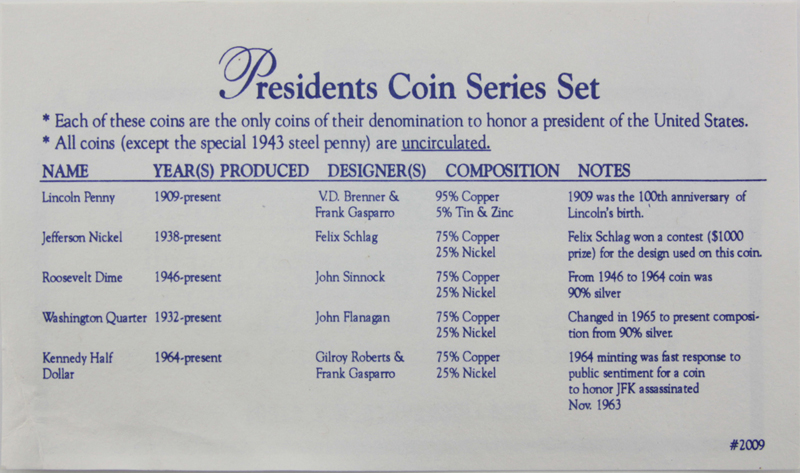 Presidents Coin Series Set
* Each of these coins are the only coins of their denomination to honor a president of the United States.
* All coins (except the special 1943 steel penny) are uncirculated.
NAME YEAR(S) PRODUCED DESIGNER(S) COMPOSITION NOTES
Lincoln Penny 1909-present V.D. Brenner & 95% Copper 1909 was the 100th anniversary of
Frank Gasparro 5% Tin & Zinc Lincoln's birth.
Jefferson Nickel 1938-present Felix Schlag 75% Copper Felix Schlag won a contest ($1000
25% Nickel prize) for the design used on this coin.
Roosevelt Dime 1946-present John Sinnock 75% Copper From 1946 to 1964 coin was
25% Nickel 90% silver
Washington Quarter 1932-present John Flanagan 75% Copper Changed in 1965 to present composi-
25% Nickel tion from 90% silver.
Kennedy Half 1964-present Gilroy Roberts & 75% Copper 1964 minting was fast response to
Dollar Frank Gasparro 25% Nickel public sentiment for a coin
to honor JFK assassinated
Nov. 1963
#2009